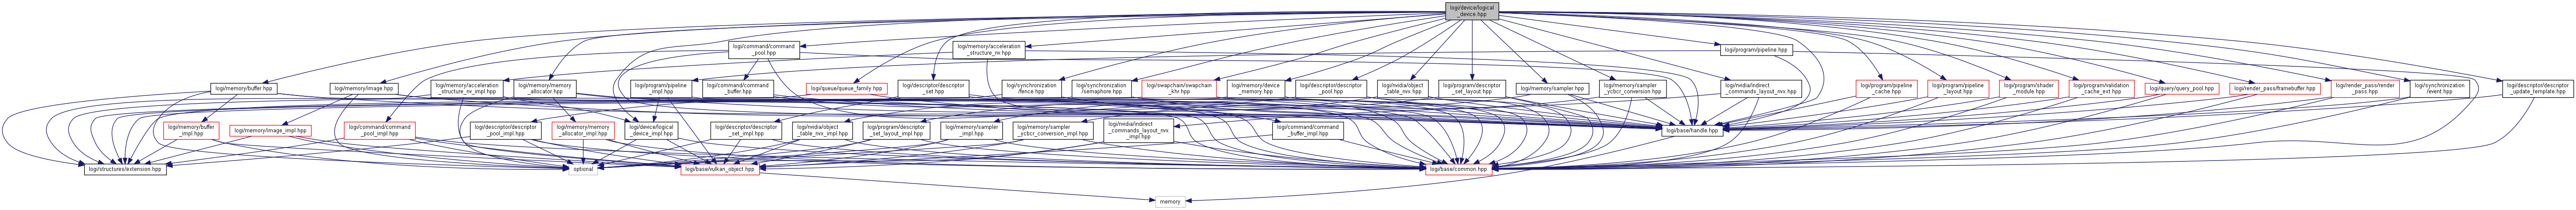 logi/device/logical
_device.hpp
logi/command/command
_pool.hpp
logi/memory/acceleration
_structure_nv.hpp
logi/program/pipeline.hpp
logi/memory/buffer.hpp
logi/memory/image.hpp
logi/memory/acceleration
_structure_nv_impl.hpp
logi/memory/memory
_allocator.hpp
logi/program/pipeline
_impl.hpp
logi/command/command
_buffer.hpp
logi/queue/queue_family.hpp
logi/descriptor/descriptor
_set.hpp
logi/synchronization
/fence.hpp
logi/synchronization
/semaphore.hpp
logi/swapchain/swapchain
_khr.hpp
logi/memory/device
_memory.hpp
logi/descriptor/descriptor
_pool.hpp
logi/nvidia/object
_table_nvx.hpp
logi/program/descriptor
_set_layout.hpp
logi/memory/sampler.hpp
logi/memory/sampler
_ycbcr_conversion.hpp
logi/nvidia/indirect
_commands_layout_nvx.hpp
logi/program/pipeline
_cache.hpp
logi/program/pipeline
_layout.hpp
logi/program/shader
_module.hpp
logi/program/validation
_cache_ext.hpp
logi/query/query_pool.hpp
logi/render_pass/framebuffer.hpp
logi/render_pass/render
_pass.hpp
logi/synchronization
/event.hpp
logi/descriptor/descriptor
_update_template.hpp
logi/memory/buffer
_impl.hpp
logi/memory/image_impl.hpp
logi/command/command
_pool_impl.hpp
logi/descriptor/descriptor
_pool_impl.hpp
logi/memory/memory
_allocator_impl.hpp
logi/device/logical
_device_impl.hpp
logi/descriptor/descriptor
_set_impl.hpp
logi/nvidia/object
_table_nvx_impl.hpp
logi/program/descriptor
_set_layout_impl.hpp
logi/memory/sampler
_impl.hpp
logi/memory/sampler
_ycbcr_conversion_impl.hpp
logi/nvidia/indirect
_commands_layout_nvx
_impl.hpp
logi/command/command
_buffer_impl.hpp
logi/base/handle.hpp
logi/structures/extension.hpp
optional
logi/base/vulkan_object.hpp
logi/base/common.hpp
memory